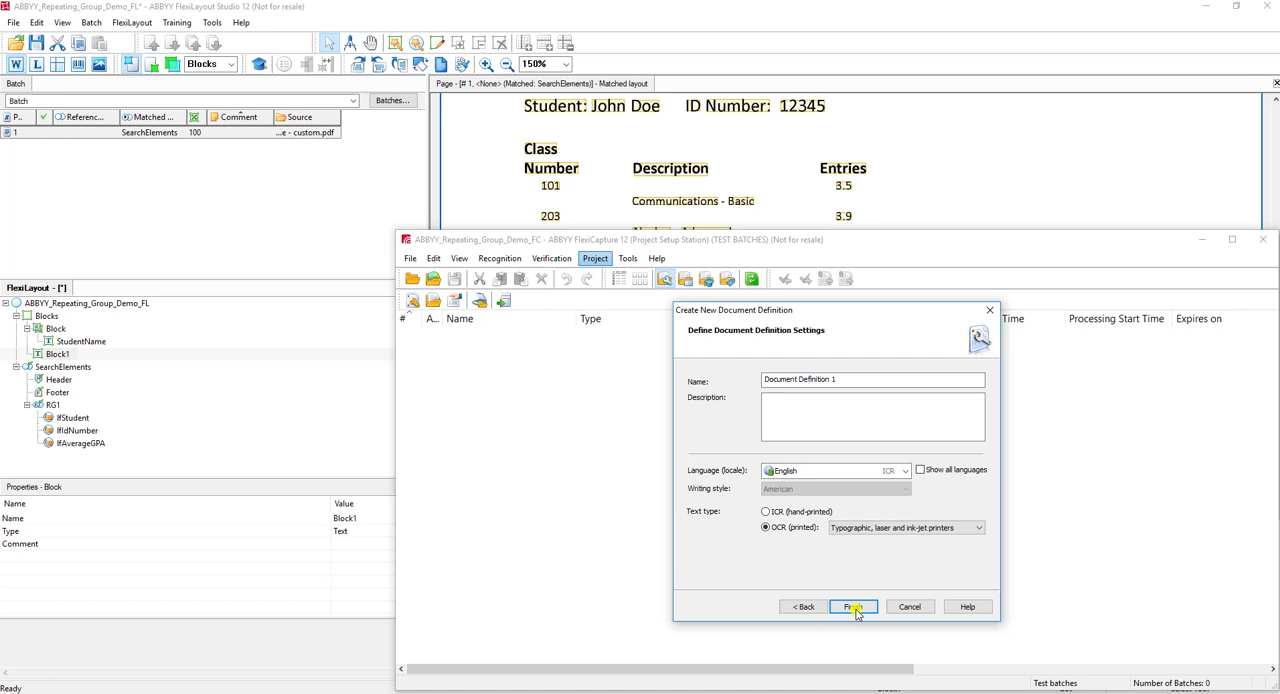 ABBYY_Repeating_Group_Demo_FL* - ABBYY FlexiLayout Studio 12 (Not for resale)
File Edit View Batch FlexiLayout Training Tools Help
Blocks 150%
Batch
Page - [# 1, <None> (Matched: SearchElements)] - Matched layout
Batch Batches...
P... Referenc... Matched ... Comment Source
1 SearchElements 100 ...e - custom.pdf
Student: John Doe ID Number: 12345
Class
Number Description Entries
101 3.5
Communications - Basic
203 3.9
ABBYY_Repeating_Group_Demo_FC - ABBYY FlexiCapture 12 (Project Setup Station) (TEST BATCHES) (Not for resale)
File Edit View Recognition Verification Project Tools Help
# A... Name Type Time Processing Start Time Expires on
FlexiLayout - [*]
ABBYY_Repeating_Group_Demo_FL
Blocks
Block
StudentName
Block1
SearchElements
Header
Footer
RG1
IfStudent
IfIdNumber
IfAverageGPA
Properties - Block
Name Value
Name Block1
Type Text
Comment
Create New Document Definition
Define Document Definition Settings
Name: Document Definition 1
Description:
Language (locale): English ICR Show all languages
Writing style: American
Text type: ICR (hand-printed)
OCR (printed): Typographic, laser and ink-jet printers
< Back Finish Cancel Help
Test batches Number of Batches: 0
Ready